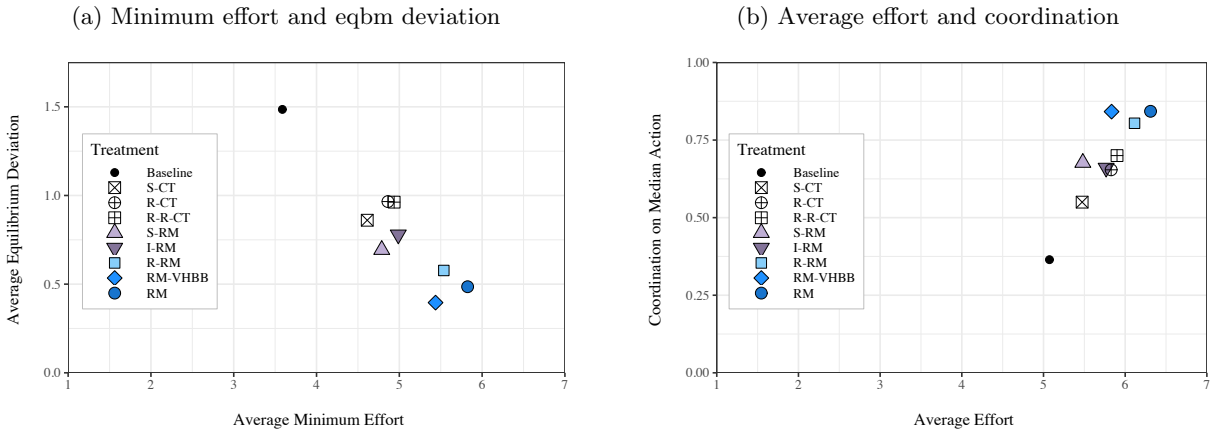 (a) Minimum effort and eqbm deviation
Average Equilibrium Deviation
1.5
1.0
0.5
0.0
Treatment
Baseline
S-CT
R-CT
R-R-CT
S-RM
I-RM
R-RM
RM-VHBB
RM
1 2 3 4 5 6 7
Average Minimum Effort
(b) Average effort and coordination
Coordination on Median Action
1.00
0.75
0.50
0.25
0.00
Treatment
Baseline
S-CT
R-CT
R-R-CT
S-RM
I-RM
R-RM
RM-VHBB
RM
1 2 3 4 5 6 7
Average Effort